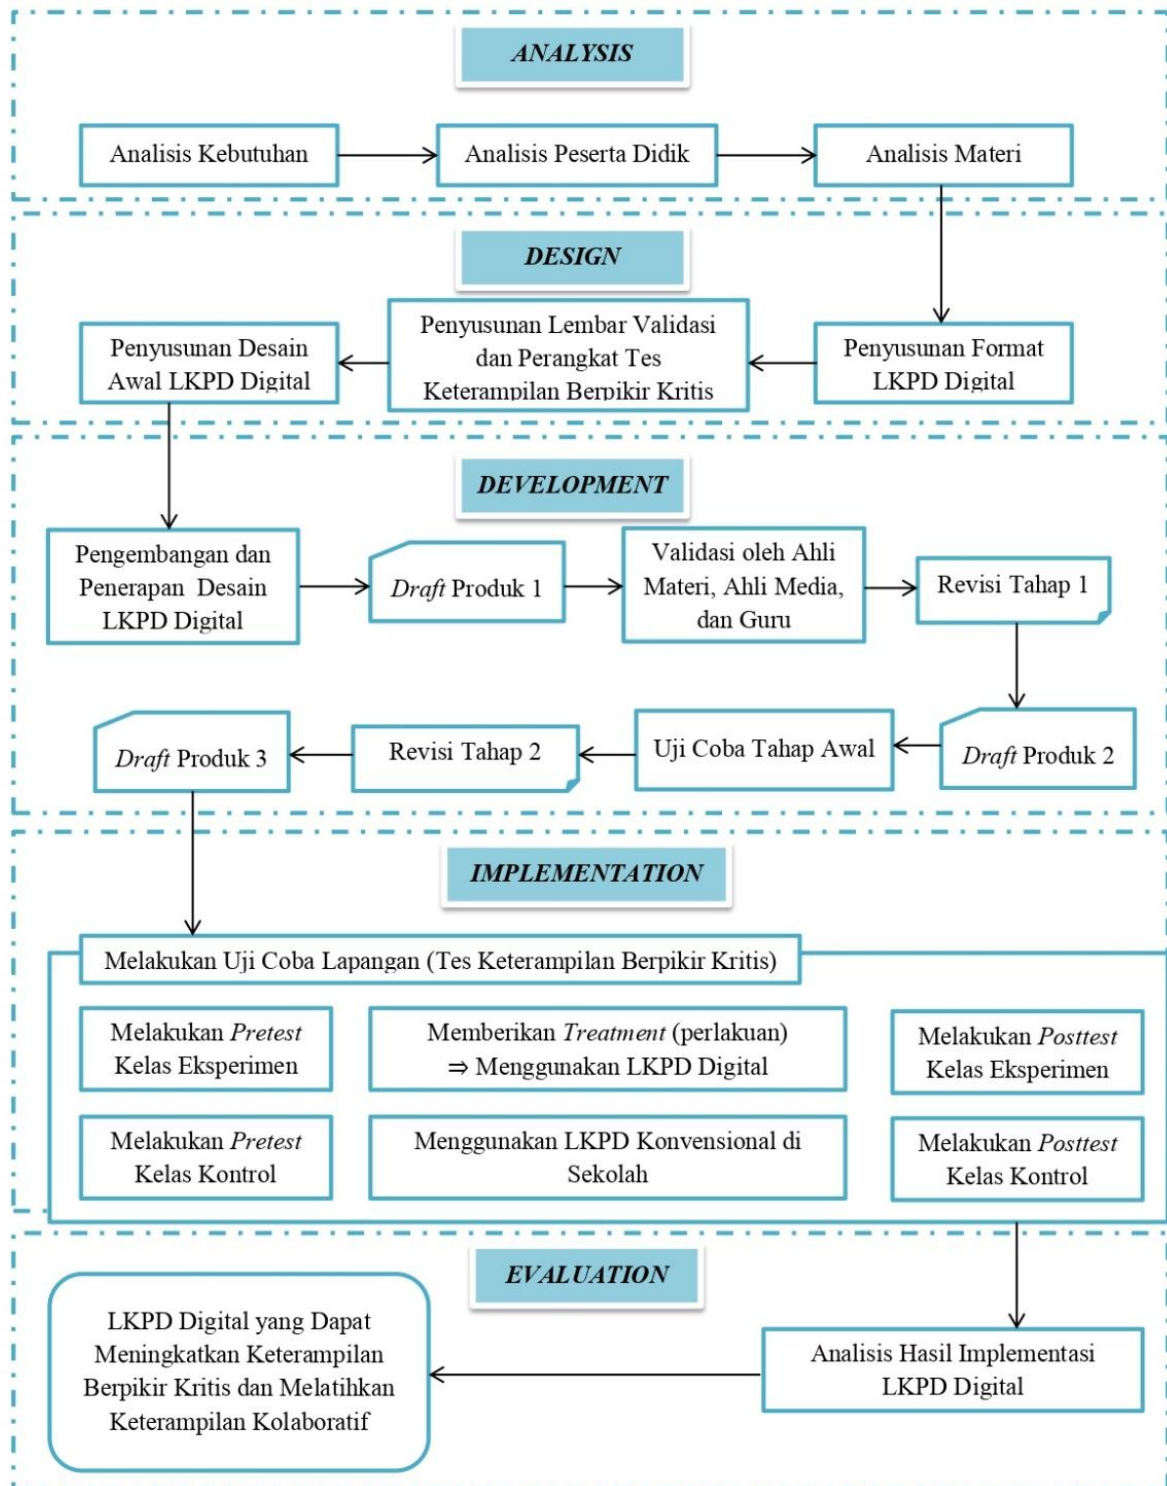 ANALYSIS
Analisis Kebutuhan
Analisis Peserta Didik
Analisis Materi
DESIGN
Penyusunan Format
LKPD Digital
Penyusunan Lembar Validasi
dan Perangkat Tes
Keterampilan Berpikir Kritis
Penyusunan Desain
Awal LKPD Digital
DEVELOPMENT
Pengembangan dan
Penerapan Desain
LKPD Digital
Draft Produk 1
Validasi oleh Ahli
Materi, Ahli Media,
dan Guru
Revisi Tahap 1
Draft Produk 2
Uji Coba Tahap Awal
Revisi Tahap 2
Draft Produk 3
IMPLEMENTATION
Melakukan Uji Coba Lapangan (Tes Keterampilan Berpikir Kritis)
Melakukan Pretest
Kelas Eksperimen
Memberikan Treatment (perlakuan)
⇒ Menggunakan LKPD Digital
Melakukan Posttest
Kelas Eksperimen
Melakukan Pretest
Kelas Kontrol
Menggunakan LKPD Konvensional di
Sekolah
Melakukan Posttest
Kelas Kontrol
EVALUATION
Analisis Hasil Implementasi
LKPD Digital
LKPD Digital yang Dapat
Meningkatkan Keterampilan
Berpikir Kritis dan Melatihkan
Keterampilan Kolaboratif